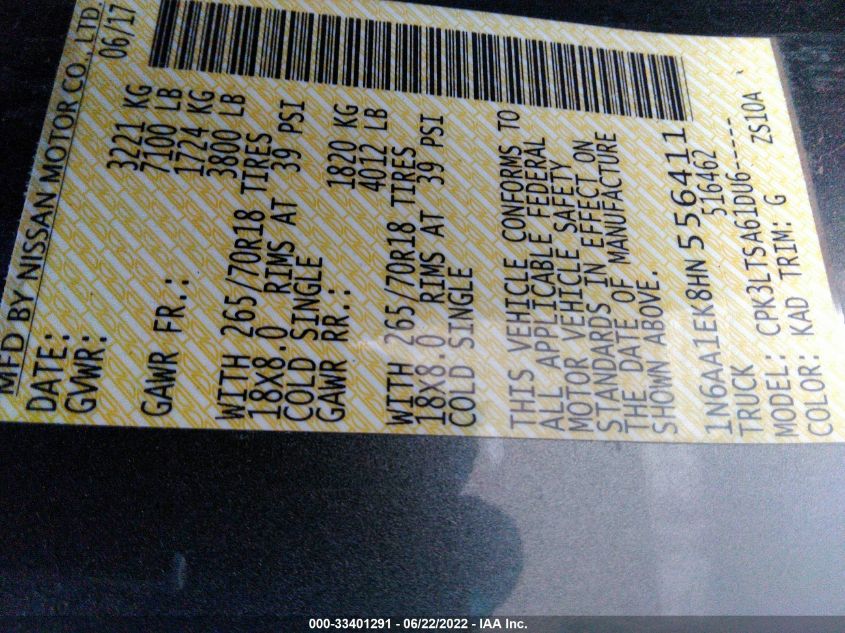 MFD BY NISSAN MOTOR CO., LTD.
DATE: 06/17
GVWR: 3221 KG
7100 LB
GAWR FR.: 1724 KG
3800 LB
WITH 265/70R18 TIRES
18X8.0 RIMS AT 39 PSI
COLD SINGLE
GAWR RR.: 1820 KG
4012 LB
WITH 265/70R18 TIRES
18X8.0 RIMS AT 39 PSI
COLD SINGLE
THIS VEHICLE CONFORMS TO
ALL APPLICABLE FEDERAL
MOTOR VEHICLE SAFETY
STANDARDS IN EFFECT ON
THE DATE OF MANUFACTURE
SHOWN ABOVE.
1N6AA1EK8HN556411
TRUCK 516462
MODEL: CPK3LTSA61DU6-----
COLOR: KAD TRIM: G ZS10A
000-33401291 - 06/22/2022 - IAA Inc.